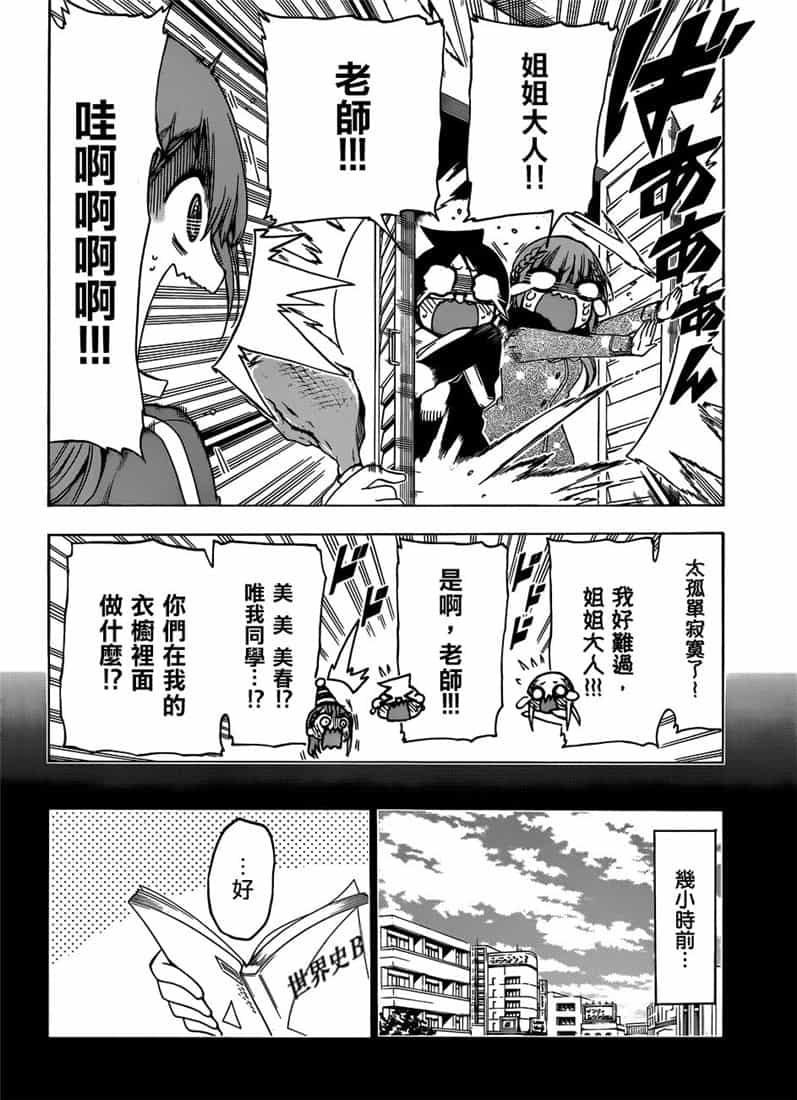 ばぁぁぁん
姐姐大人!!
老師!!!
哇啊啊啊啊!!!
太孤單寂寞了~
我好難過,
姐姐大人!!!
ドド
是啊,老師!!!
ドド
美 美 美春!?
唯我同學…!?
你們在我的
衣櫥裡面
做什麼!?
幾小時前…
…好
世界史B